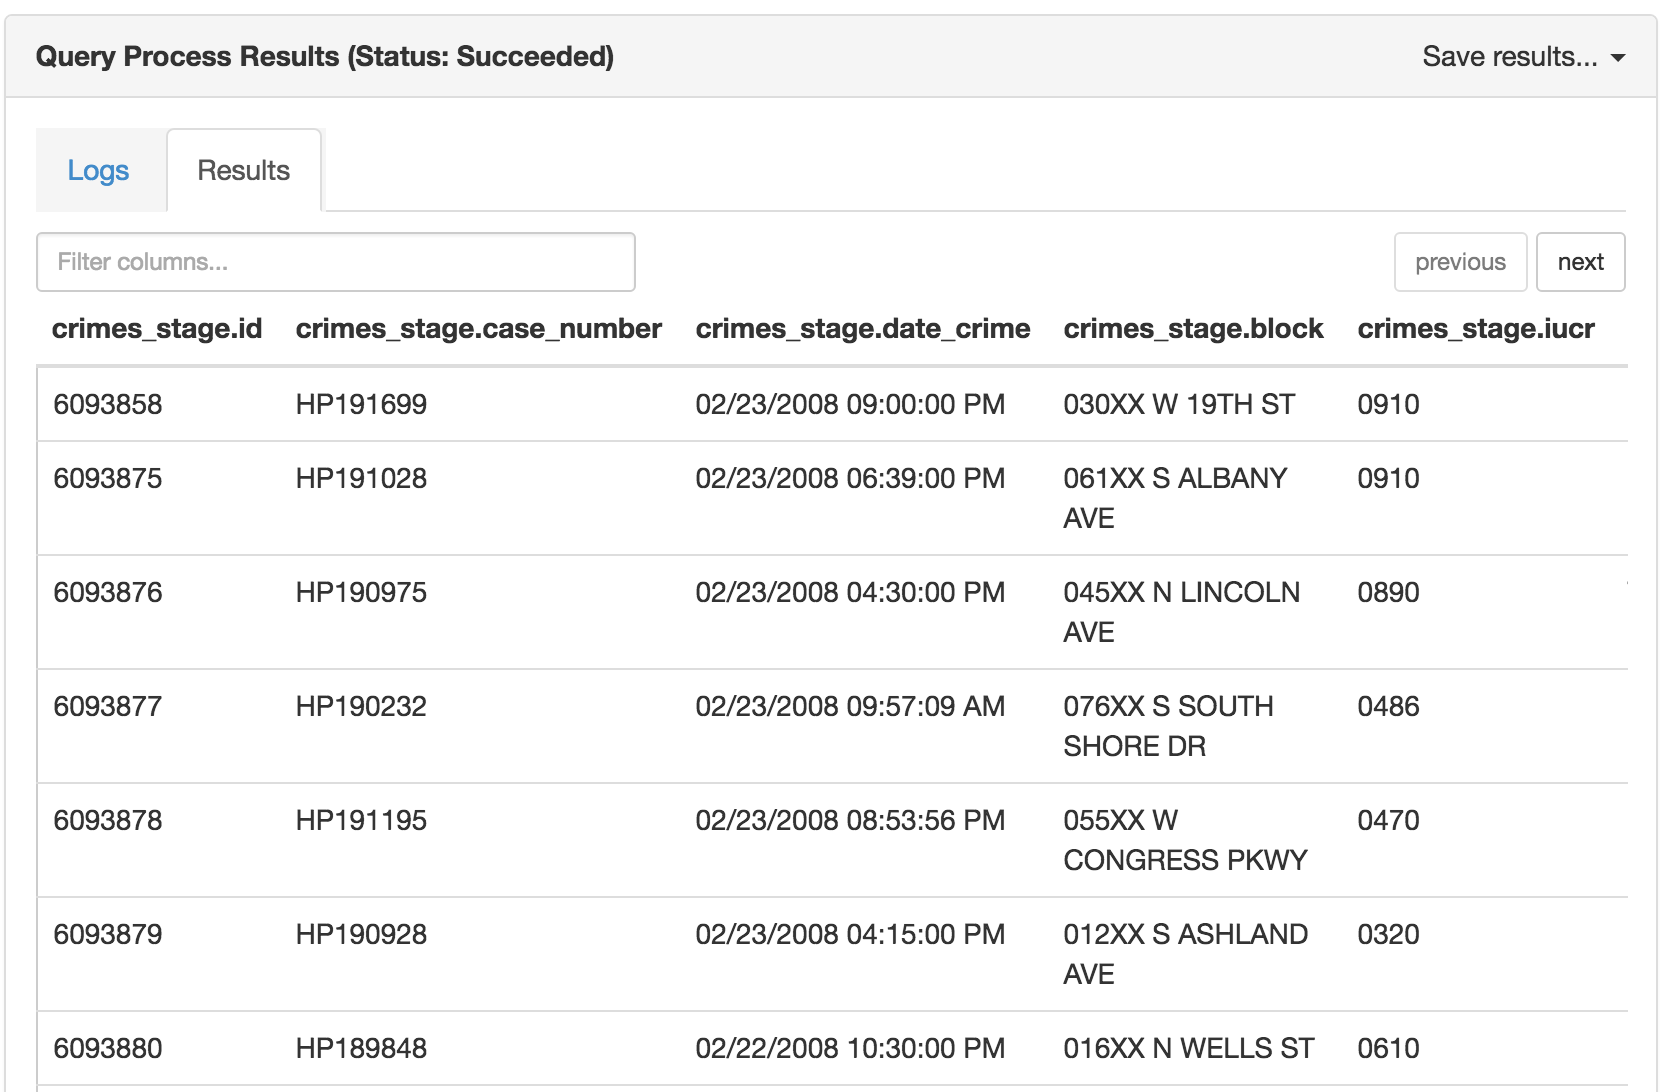 Query Process Results (Status: Succeeded)
Save results...
Logs
Results
Filter columns...
previous
next
crimes_stage.id crimes_stage.case_number crimes_stage.date_crime crimes_stage.block crimes_stage.iucr
6093858 HP191699 02/23/2008 09:00:00 PM 030XX W 19TH ST 0910
6093875 HP191028 02/23/2008 06:39:00 PM 061XX S ALBANY 0910
AVE
6093876 HP190975 02/23/2008 04:30:00 PM 045XX N LINCOLN 0890
AVE
6093877 HP190232 02/23/2008 09:57:09 AM 076XX S SOUTH 0486
SHORE DR
6093878 HP191195 02/23/2008 08:53:56 PM 055XX W 0470
CONGRESS PKWY
6093879 HP190928 02/23/2008 04:15:00 PM 012XX S ASHLAND 0320
AVE
6093880 HP189848 02/22/2008 10:30:00 PM 016XX N WELLS ST 0610